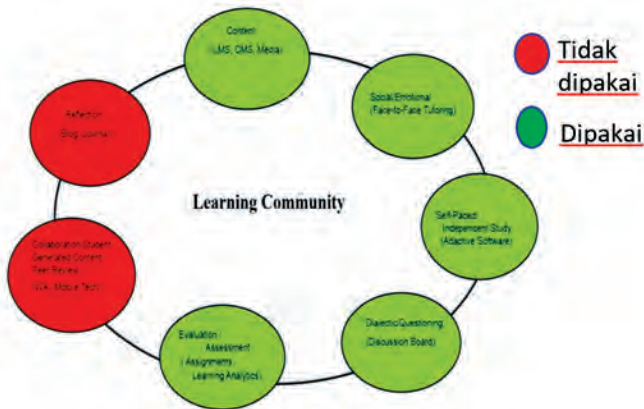 Content
(LMS, CMS, Media)
Social/Emotional
(Face-to-Face Tutoring)
Self-Paced/
Independent Study
(Adaptive Software)
Dialectic/Questioning
(Discussion Board)
Evaluation /
Assessment
(Assignments
Learning Analytics)
Collaboration/Student
Generated Content
Peer Review
Mobile Tech)
Reflection
(Blog, Journal)
Learning Community
Tidak
dipakai
Dipakai